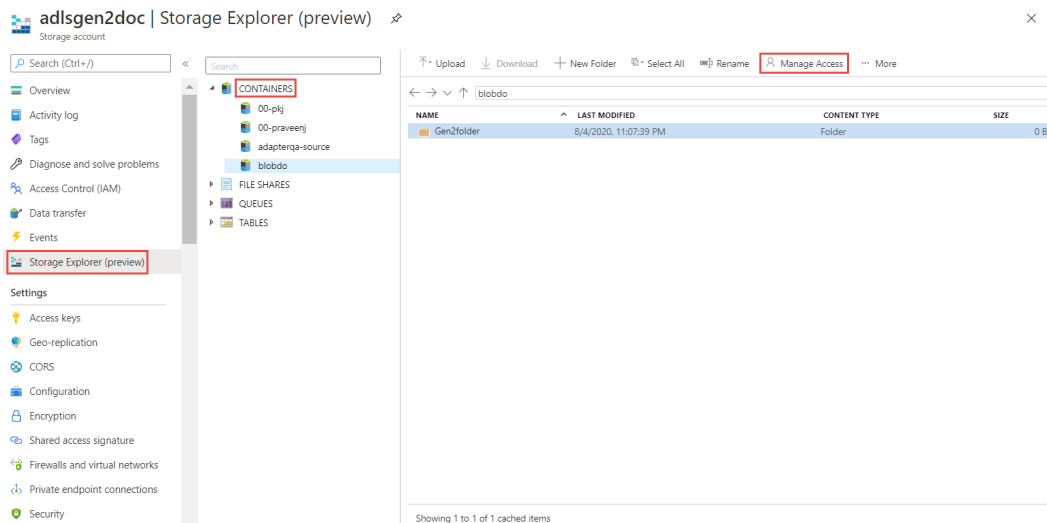 adlsgen2doc | Storage Explorer (preview)
Storage account
Search (Ctrl+/)
Overview
Activity log
Tags
Diagnose and solve problems
Access Control (IAM)
Data transfer
Events
Storage Explorer (preview)
Settings
Access keys
Geo-replication
CORS
Configuration
Encryption
Shared access signature
Firewalls and virtual networks
Private endpoint connections
Security
Search
CONTAINERS
00-pkj
00-praveenj
adapterqa-source
blobdo
FILE SHARES
QUEUES
TABLES
Upload Download New Folder Select All Rename Manage Access ... More
blobdo
NAME LAST MODIFIED CONTENT TYPE SIZE
Gen2folder 8/4/2020, 11:07:39 PM Folder 0 B
Showing 1 to 1 of 1 cached items